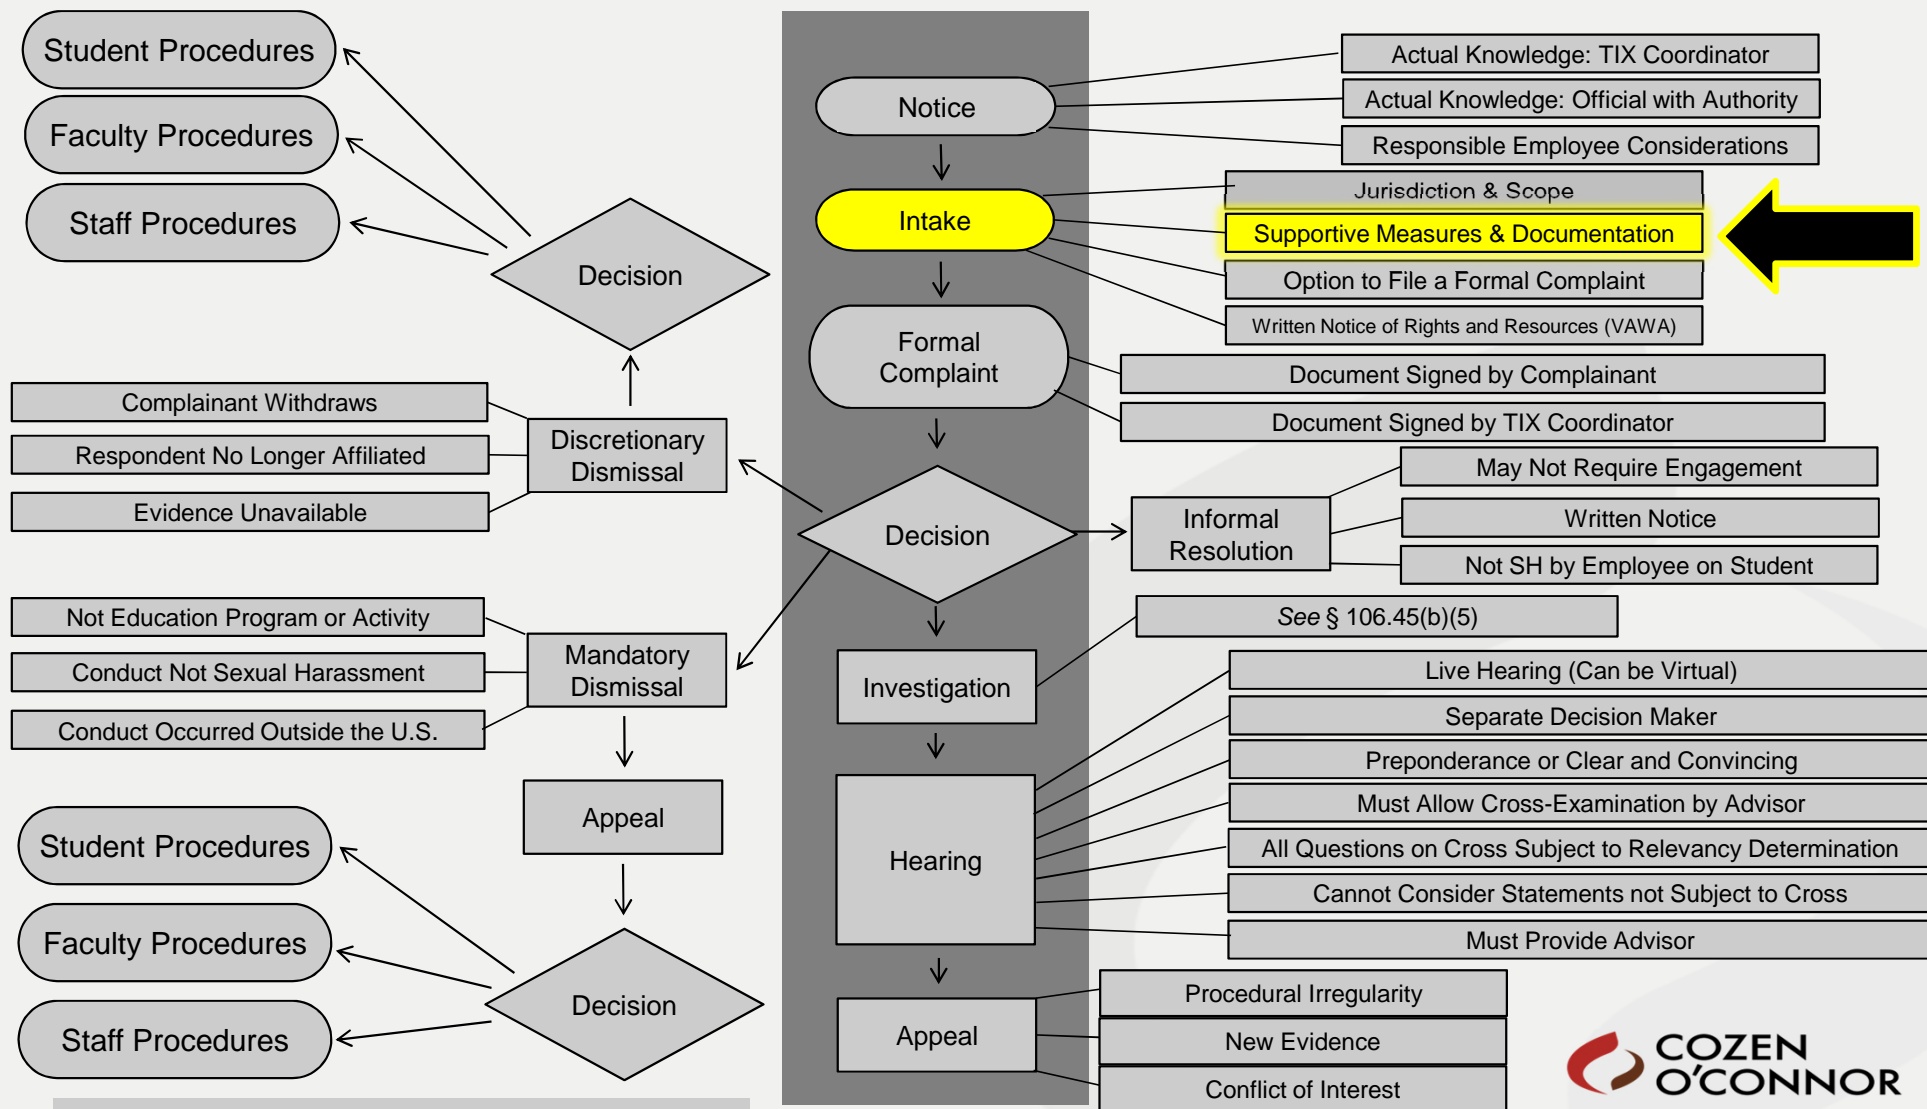 Student Procedures
Faculty Procedures
Staff Procedures
Decision
Complainant Withdraws
Respondent No Longer Affiliated
Evidence Unavailable
Discretionary
Dismissal
Not Education Program or Activity
Conduct Not Sexual Harassment
Conduct Occurred Outside the U.S.
Mandatory
Dismissal
Appeal
Student Procedures
Faculty Procedures
Staff Procedures
Decision
Notice
Intake
Formal
Complaint
Decision
Investigation
Hearing
Appeal
Actual Knowledge: TIX Coordinator
Actual Knowledge: Official with Authority
Responsible Employee Considerations
Jurisdiction & Scope
Supportive Measures & Documentation
Option to File a Formal Complaint
Written Notice of Rights and Resources (VAWA)
Document Signed by Complainant
Document Signed by TIX Coordinator
Informal
Resolution
May Not Require Engagement
Written Notice
Not SH by Employee on Student
See § 106.45(b)(5)
Live Hearing (Can be Virtual)
Separate Decision Maker
Preponderance or Clear and Convincing
Must Allow Cross-Examination by Advisor
All Questions on Cross Subject to Relevancy Determination
Cannot Consider Statements not Subject to Cross
Must Provide Advisor
Procedural Irregularity
New Evidence
Conflict of Interest
COZEN
O'CONNOR